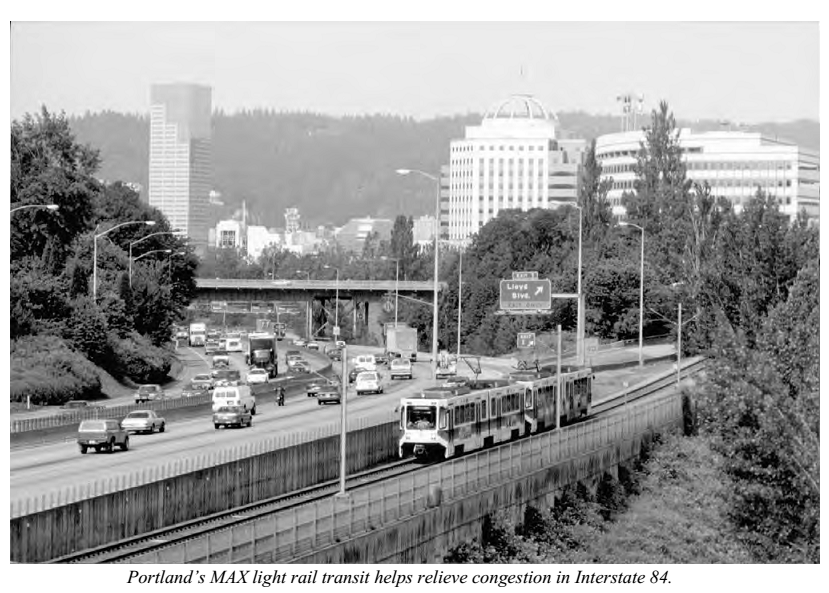 Lloyd
Blvd.
Portland's MAX light rail transit helps relieve congestion in Interstate 84.